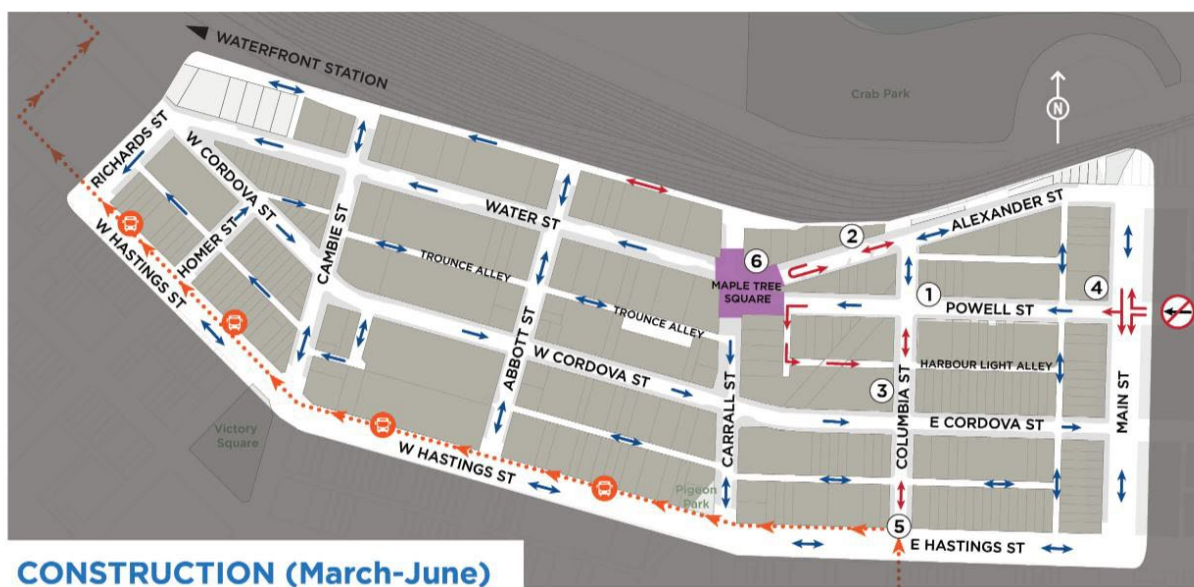 WATERFRONT STATION
Crab Park
N
RICHARDS ST
W CORDOVA ST
WATER ST
ALEXANDER ST
2
6
MAPLE TREE
SQUARE
HOMER ST
CAMBIE ST
TROUNCE ALLEY
1
4
POWELL ST
W HASTINGS ST
TROUNCE ALLEY
ABBOTT ST
W CORDOVA ST
CARRALL ST
3
COLUMBIA ST
HARBOUR LIGHT ALLEY
MAIN ST
E CORDOVA ST
Victory
Square
W HASTINGS ST
Pigeon
Park
5
E HASTINGS ST
CONSTRUCTION (March-June)